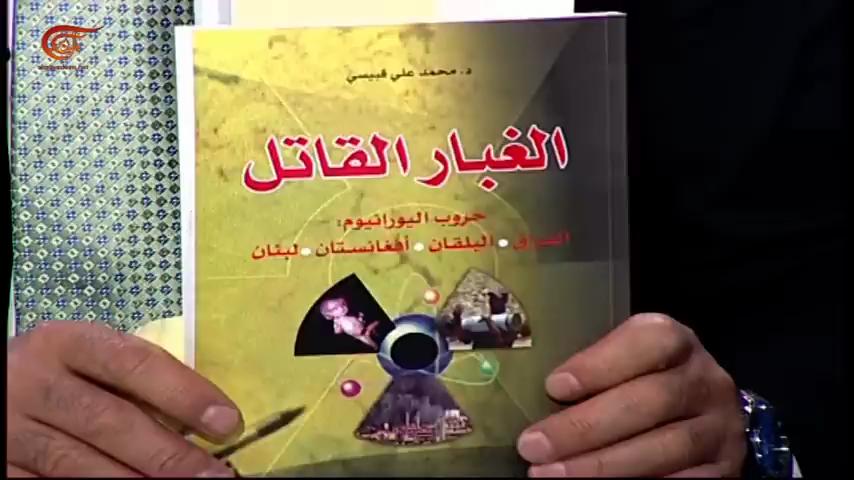 د. محمد علي قبيسي
الغبار القاتل
حروب اليورانيوم:
العراق • البلقان • أفغانستان • لبنان